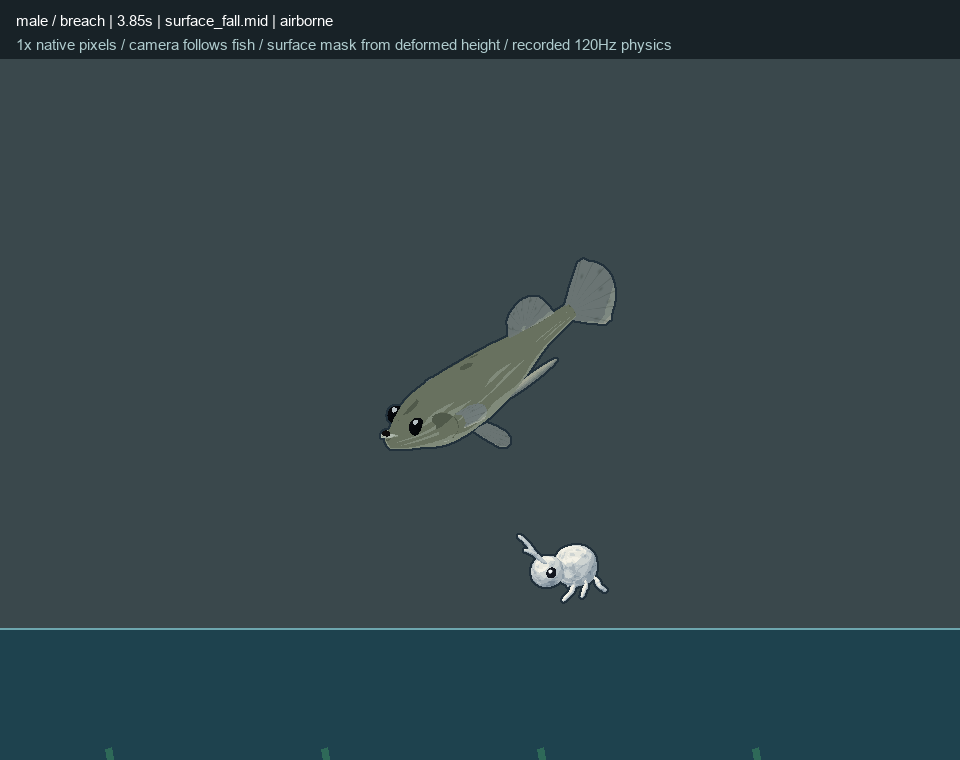 male / breach | 3.85s | surface_fall.mid | airborne
1x native pixels / camera follows fish / surface mask from deformed height / recorded 120Hz physics